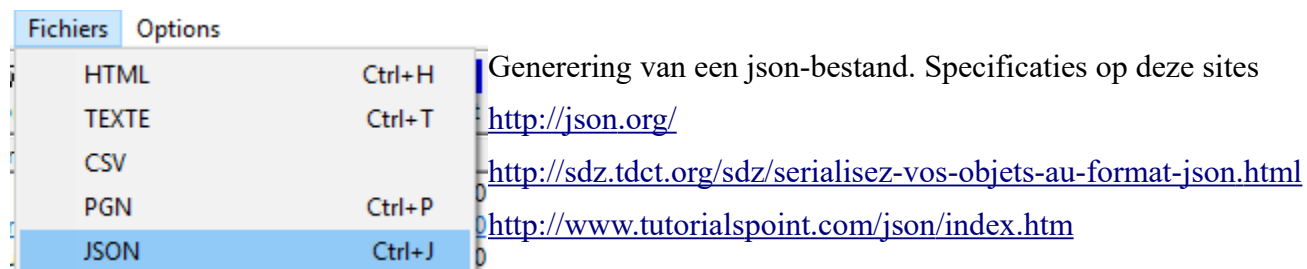 Fichiers Options
HTML Ctrl+H
TEXTE Ctrl+T
CSV
PGN Ctrl+P
JSON Ctrl+J
Generering van een json-bestand. Specificaties op deze sites
http://json.org/
http://sdz.tdct.org/sdz/serialisez-vos-objets-au-format-json.html
http://www.tutorialspoint.com/json/index.htm